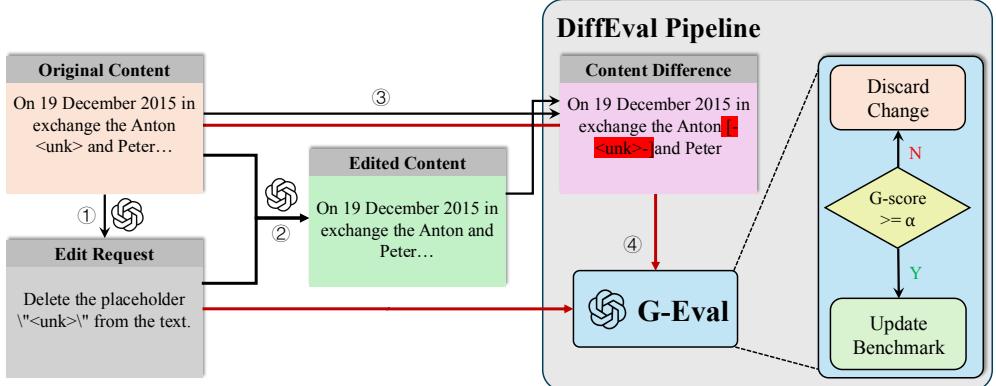 DiffEval Pipeline
Original Content
On 19 December 2015 in
exchange the Anton
<unk> and Peter…
③
Content Difference
On 19 December 2015 in
exchange the Anton [-
<unk>-]and Peter
Discard
Change
N
G-score
>= α
Y
Update
Benchmark
①
Edited Content
On 19 December 2015 in
exchange the Anton and
Peter…
②
Edit Request
Delete the placeholder
\"<unk>\" from the text.
④
G-Eval